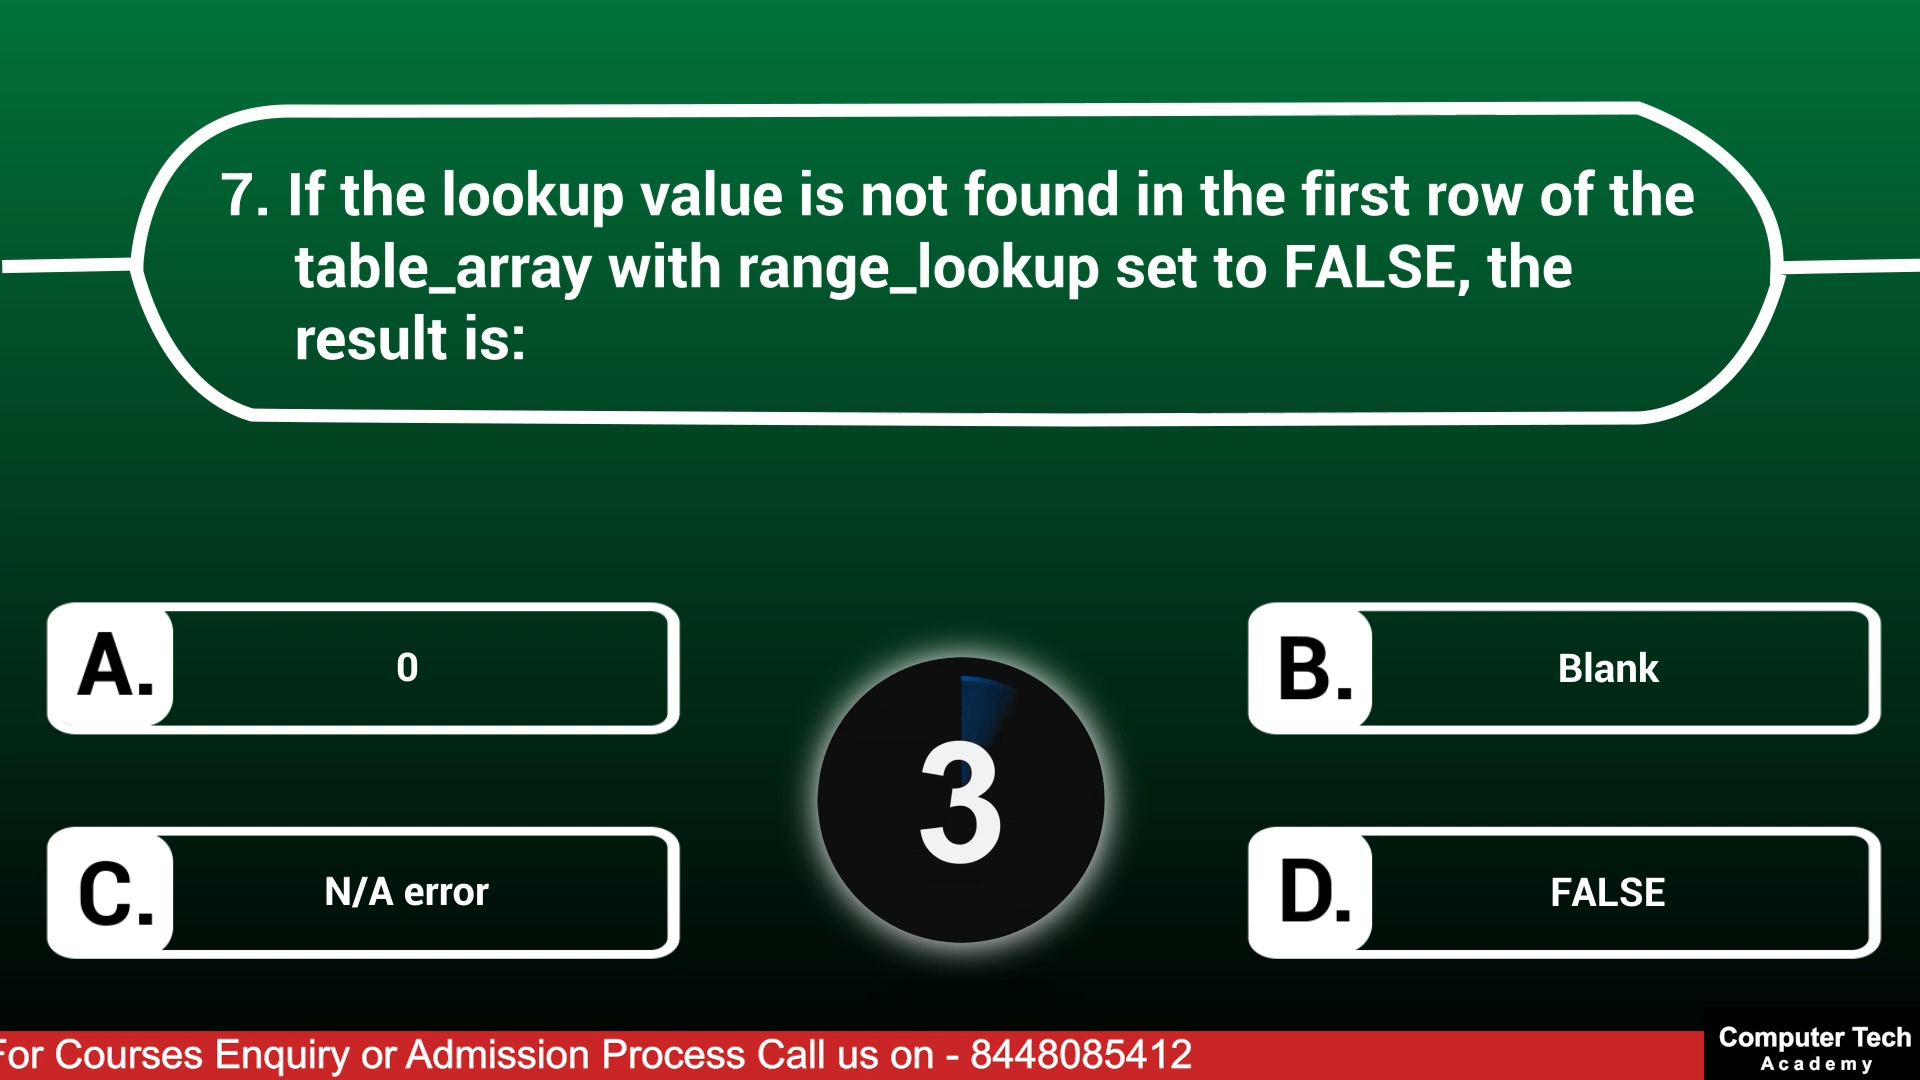 7. If the lookup value is not found in the first row of the
table_array with range_lookup set to FALSE, the
result is:
A. 0
B. Blank
3
C. N/A error
D. FALSE
For Courses Enquiry or Admission Process Call us on - 8448085412
Computer Tech
Academy